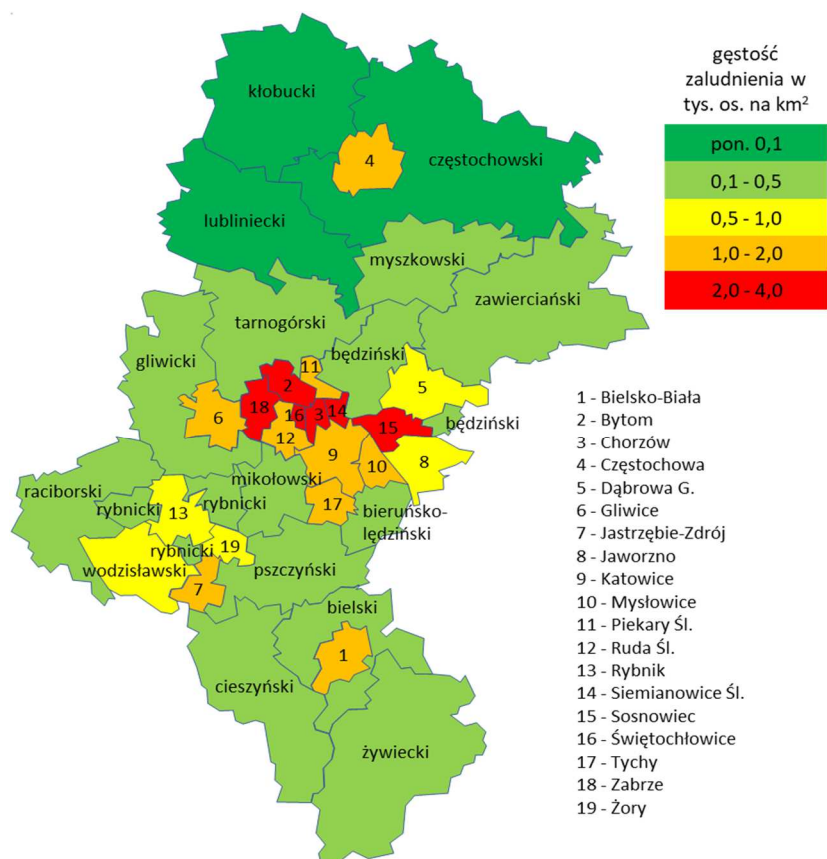 gęstość
zaludnienia w
tys. os. na km²
pon. 0,1
0,1 - 0,5
0,5 - 1,0
1,0 - 2,0
2,0 - 4,0
kłobucki
4
częstochowski
lubliniecki
myszkowski
zawierciański
tarnogórski
gliwicki
będziński
11
2
5
18
16
3
14
6
12
15
będziński
9
8
10
mikołowski
raciborski
rybnicki
13
rybnicki
17
bieruńsko-
lędziński
rybnicki
19
wodzisławski
pszczyński
7
bielski
1
cieszyński
żywiecki
1 - Bielsko-Biała
2 - Bytom
3 - Chorzów
4 - Częstochowa
5 - Dąbrowa G.
6 - Gliwice
7 - Jastrzębie-Zdrój
8 - Jaworzno
9 - Katowice
10 - Mysłowice
11 - Piekary Śl.
12 - Ruda Śl.
13 - Rybnik
14 - Siemianowice Śl.
15 - Sosnowiec
16 - Świętochłowice
17 - Tychy
18 - Zabrze
19 - Żory